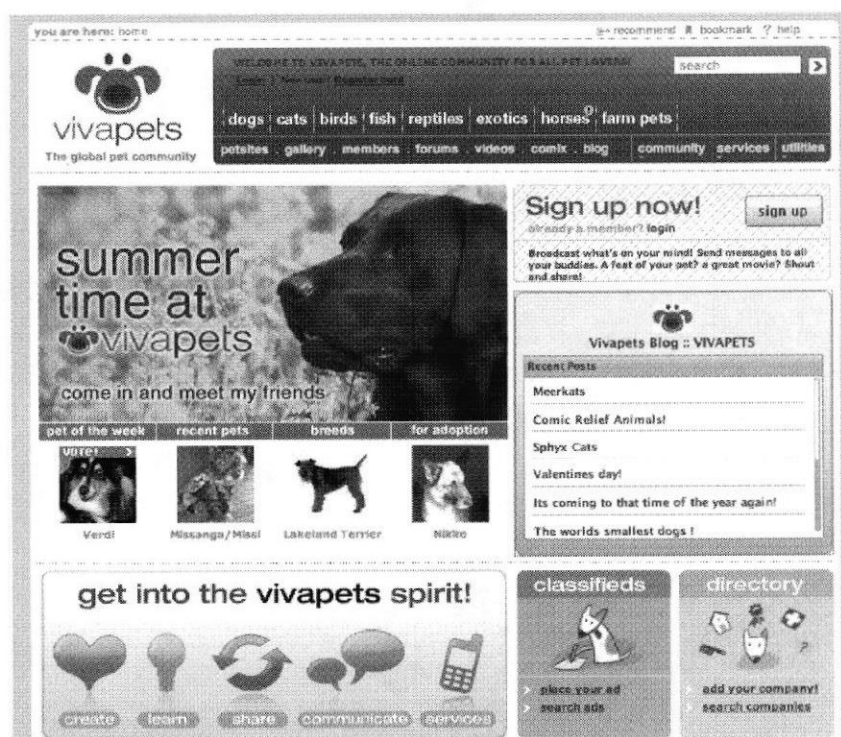 you are here: home
recommend bookmark ? help
WELCOME TO VIVAPETS, THE ONLINE COMMUNITY FOR ALL PET LOVERS!
search
Login | New user? Register here
dogs cats birds fish reptiles exotics horses farm pets
vivapets
The global pet community
petsites . gallery . members . forums . videos . comix . blog community services utilities
summer
time at
vivapets
come in and meet my friends
Sign up now!
sign up
already a member? login
Broadcast what's on your mind! Send messages to all
your buddies. A feat of your pet? a great movie? Shout
and share!
Vivapets Blog :: VIVAPETS
Recent Posts
Meerkats
Comic Relief Animals!
Sphyx Cats
Valentines day!
Its coming to that time of the year again!
The worlds smallest dogs !
pet of the week recent pets breeds for adoption
VOTE!
Verdi Missanga/Missi Lakeland Terrier Nikko
get into the vivapets spirit!
create learn share communicate services
classifieds
place your ad
search ads
directory
add your company!
search companies